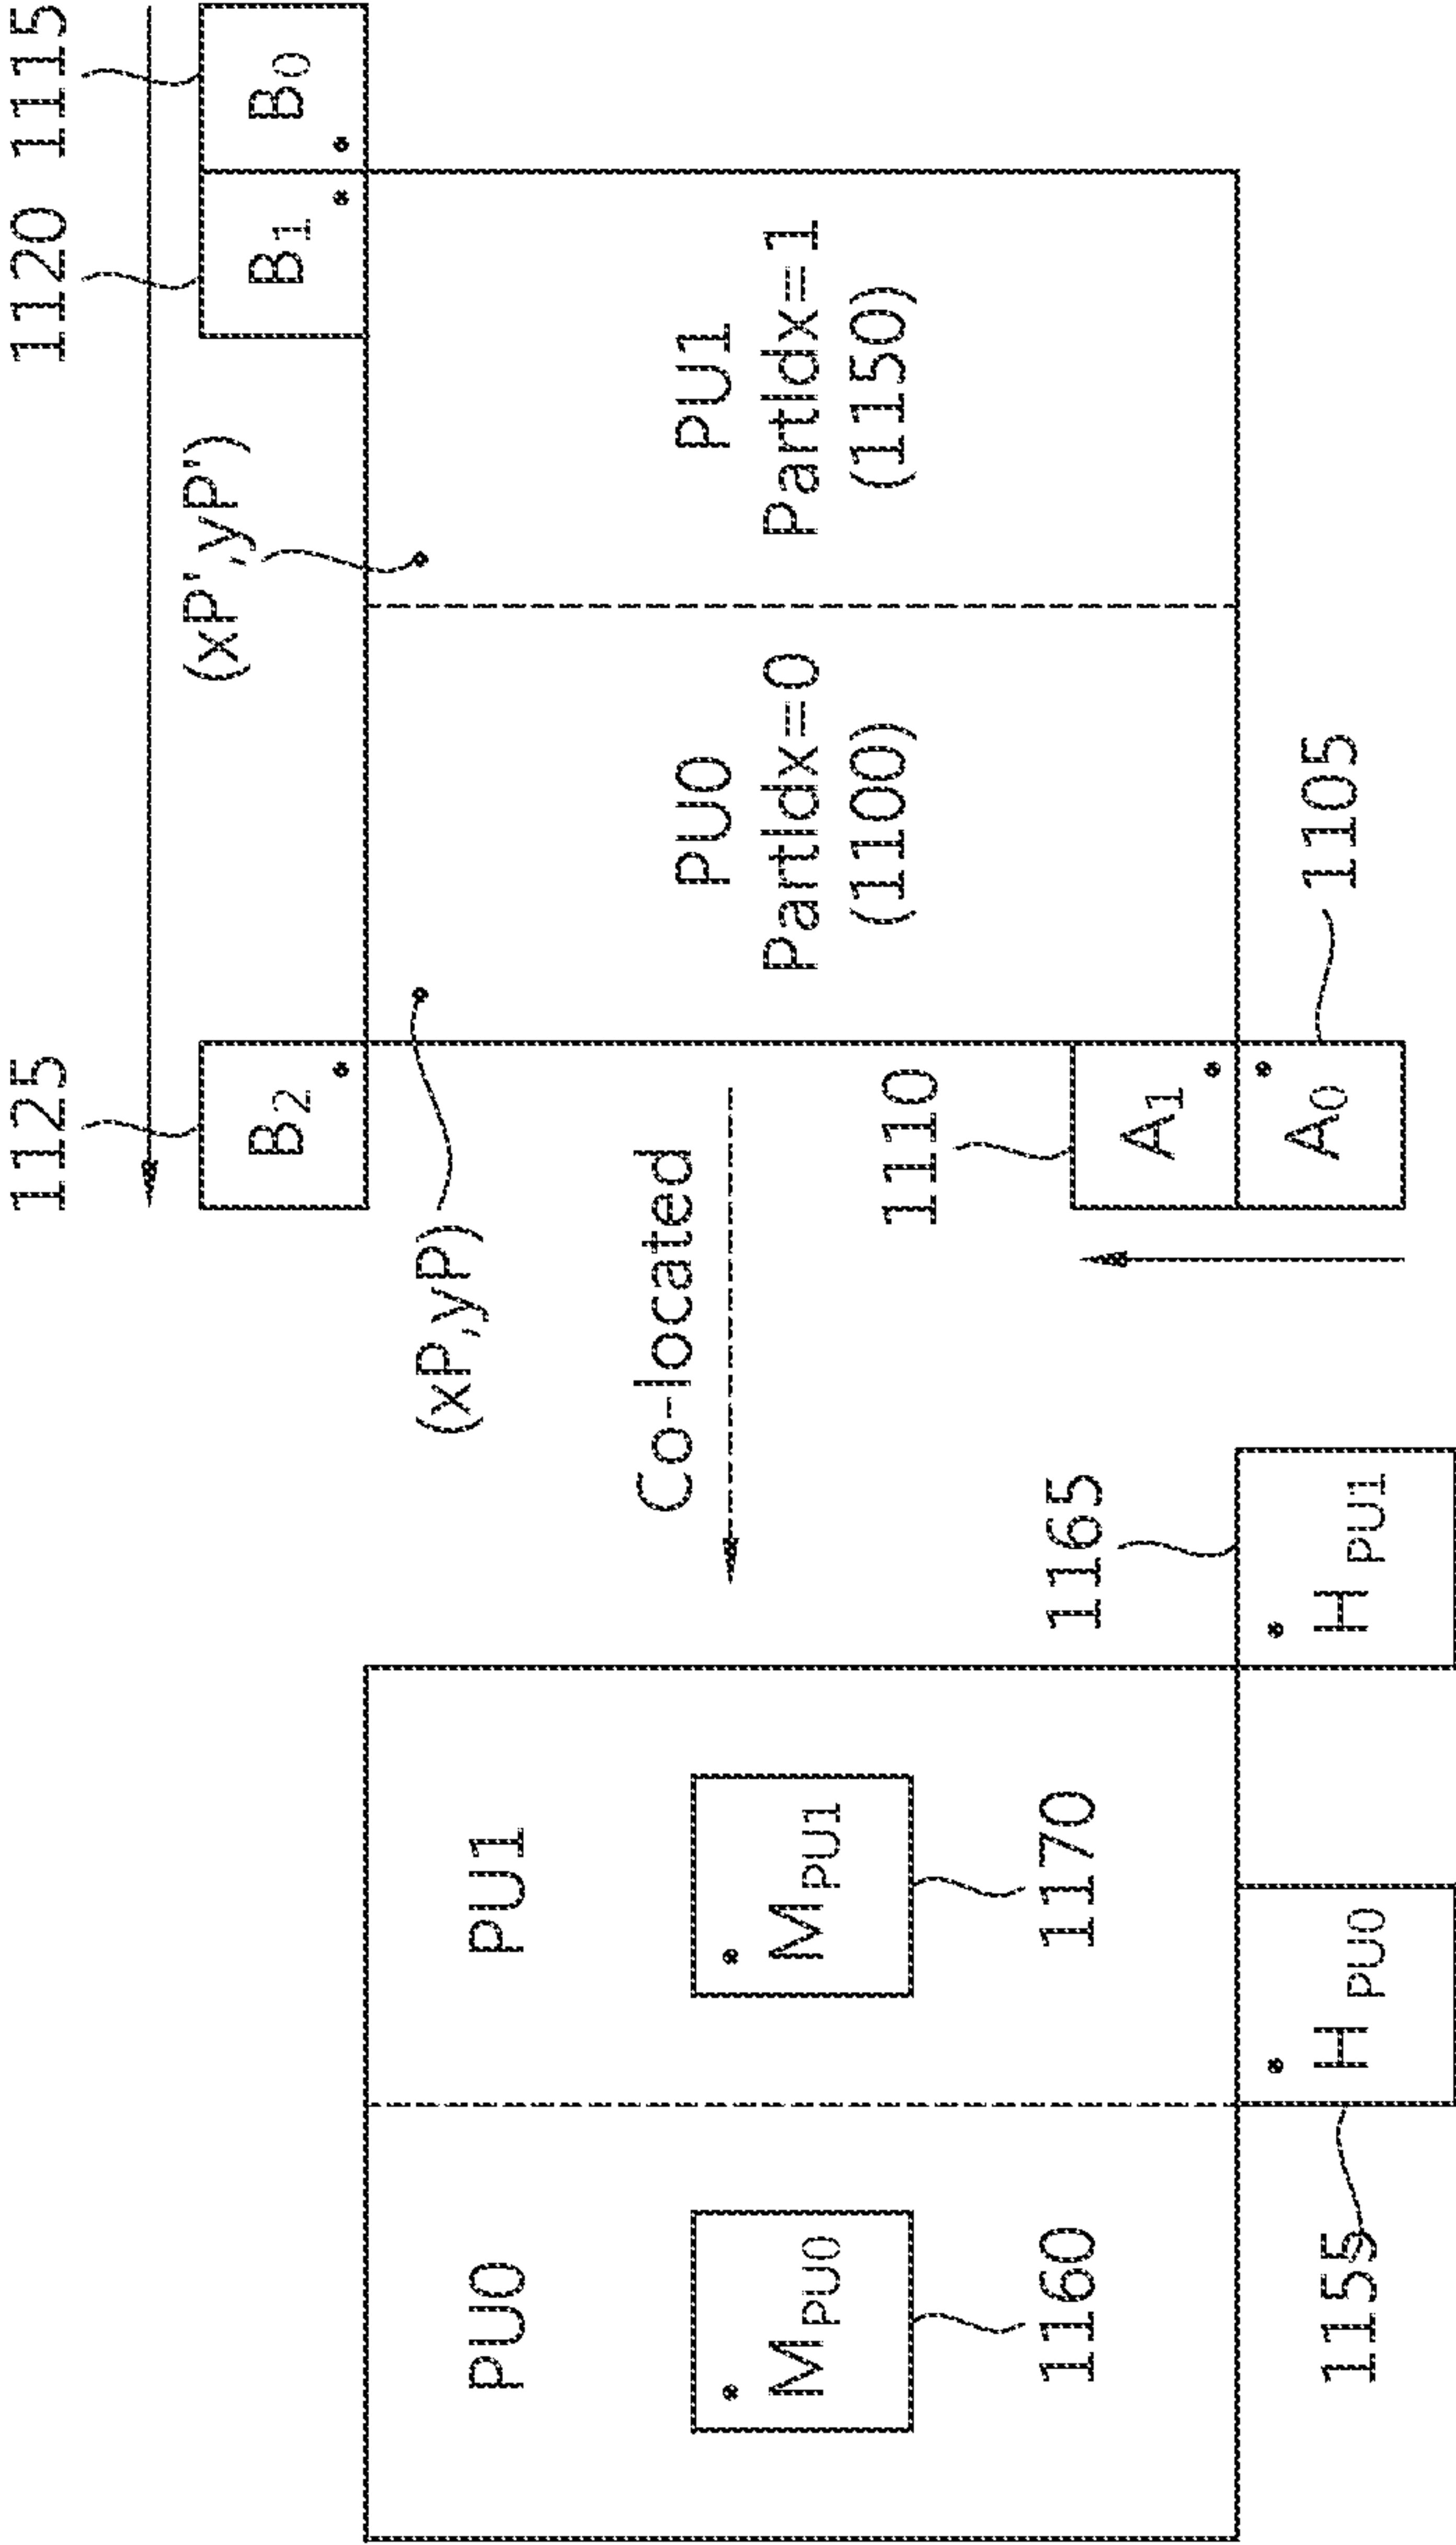 1125
1120
1115
B2
B1
B0
(xP',yP')
(xP,yP)
PU0
PU1
PU0
PartIdx=0
(1100)
PU1
PartIdx=1
(1150)
Co-located
MPU0
MPU1
1160
1170
1165
1110
A1
A0
1105
HPU0
HPU1
1155